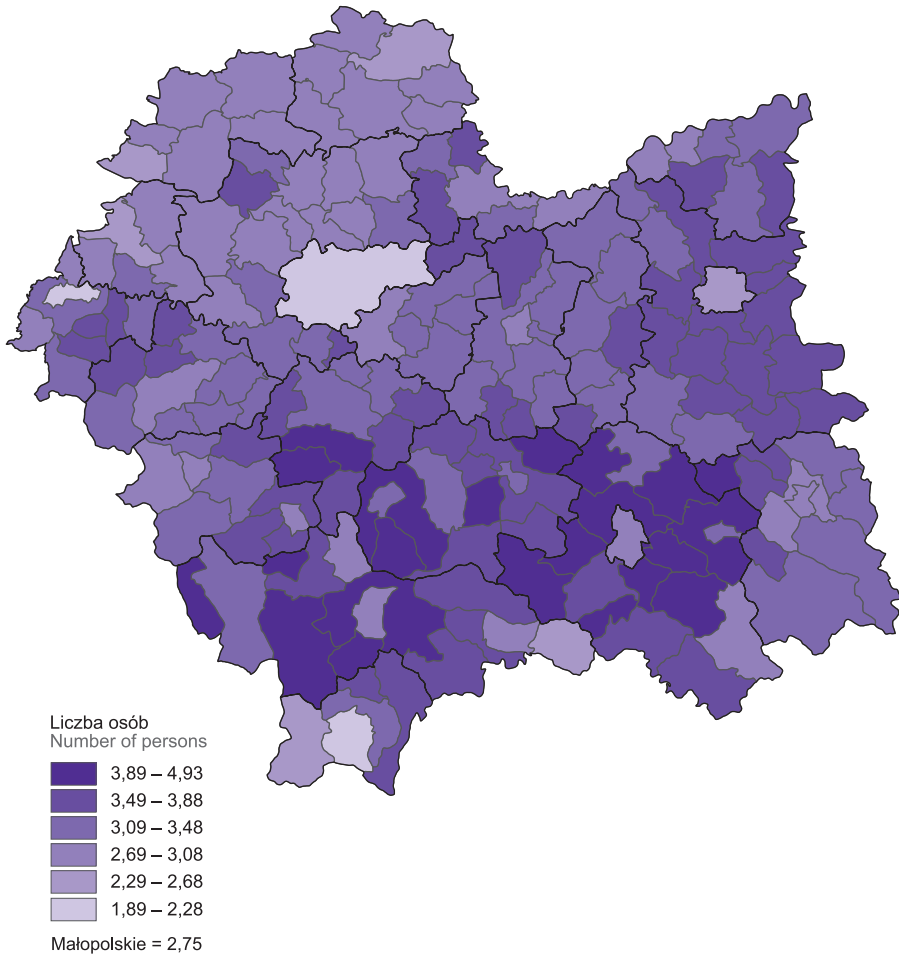 Liczba osób
Number of persons
3,89 – 4,93
3,49 – 3,88
3,09 – 3,48
2,69 – 3,08
2,29 – 2,68
1,89 – 2,28
Małopolskie = 2,75